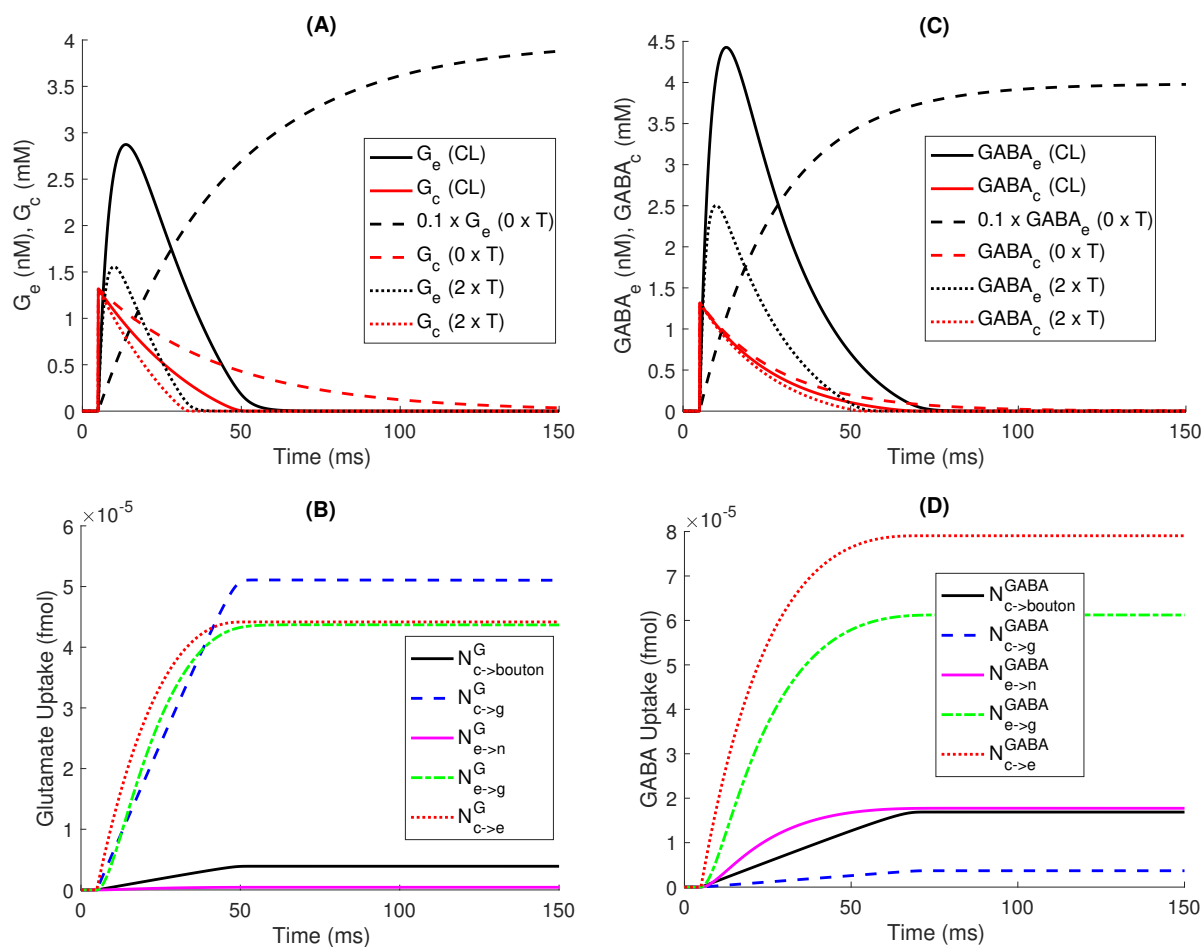 (A)
G_e (nM), G_c (mM)
4
3.5
3
2.5
2
1.5
1
0.5
0
G_e (CL)
G_c (CL)
0.1 x G_e (0 x T)
G_c (0 x T)
G_e (2 x T)
G_c (2 x T)
0 50 100 150
Time (ms)
(C)
GABA_e (nM), GABA_c (mM)
4.5
4
3.5
3
2.5
2
1.5
1
0.5
0
GABA_e (CL)
GABA_c (CL)
0.1 x GABA_e (0 x T)
GABA_c (0 x T)
GABA_e (2 x T)
GABA_c (2 x T)
0 50 100 150
Time (ms)
(B)
×10^-5
Glutamate Uptake (fmol)
6
5
4
3
2
1
0
N^G_c->bouton
N^G_c->g
N^G_e->n
N^G_e->g
N^G_c->e
0 50 100 150
Time (ms)
(D)
×10^-5
GABA Uptake (fmol)
8
7
6
5
4
3
2
1
0
N^GABA_c->bouton
N^GABA_c->g
N^GABA_e->n
N^GABA_e->g
N^GABA_c->e
0 50 100 150
Time (ms)